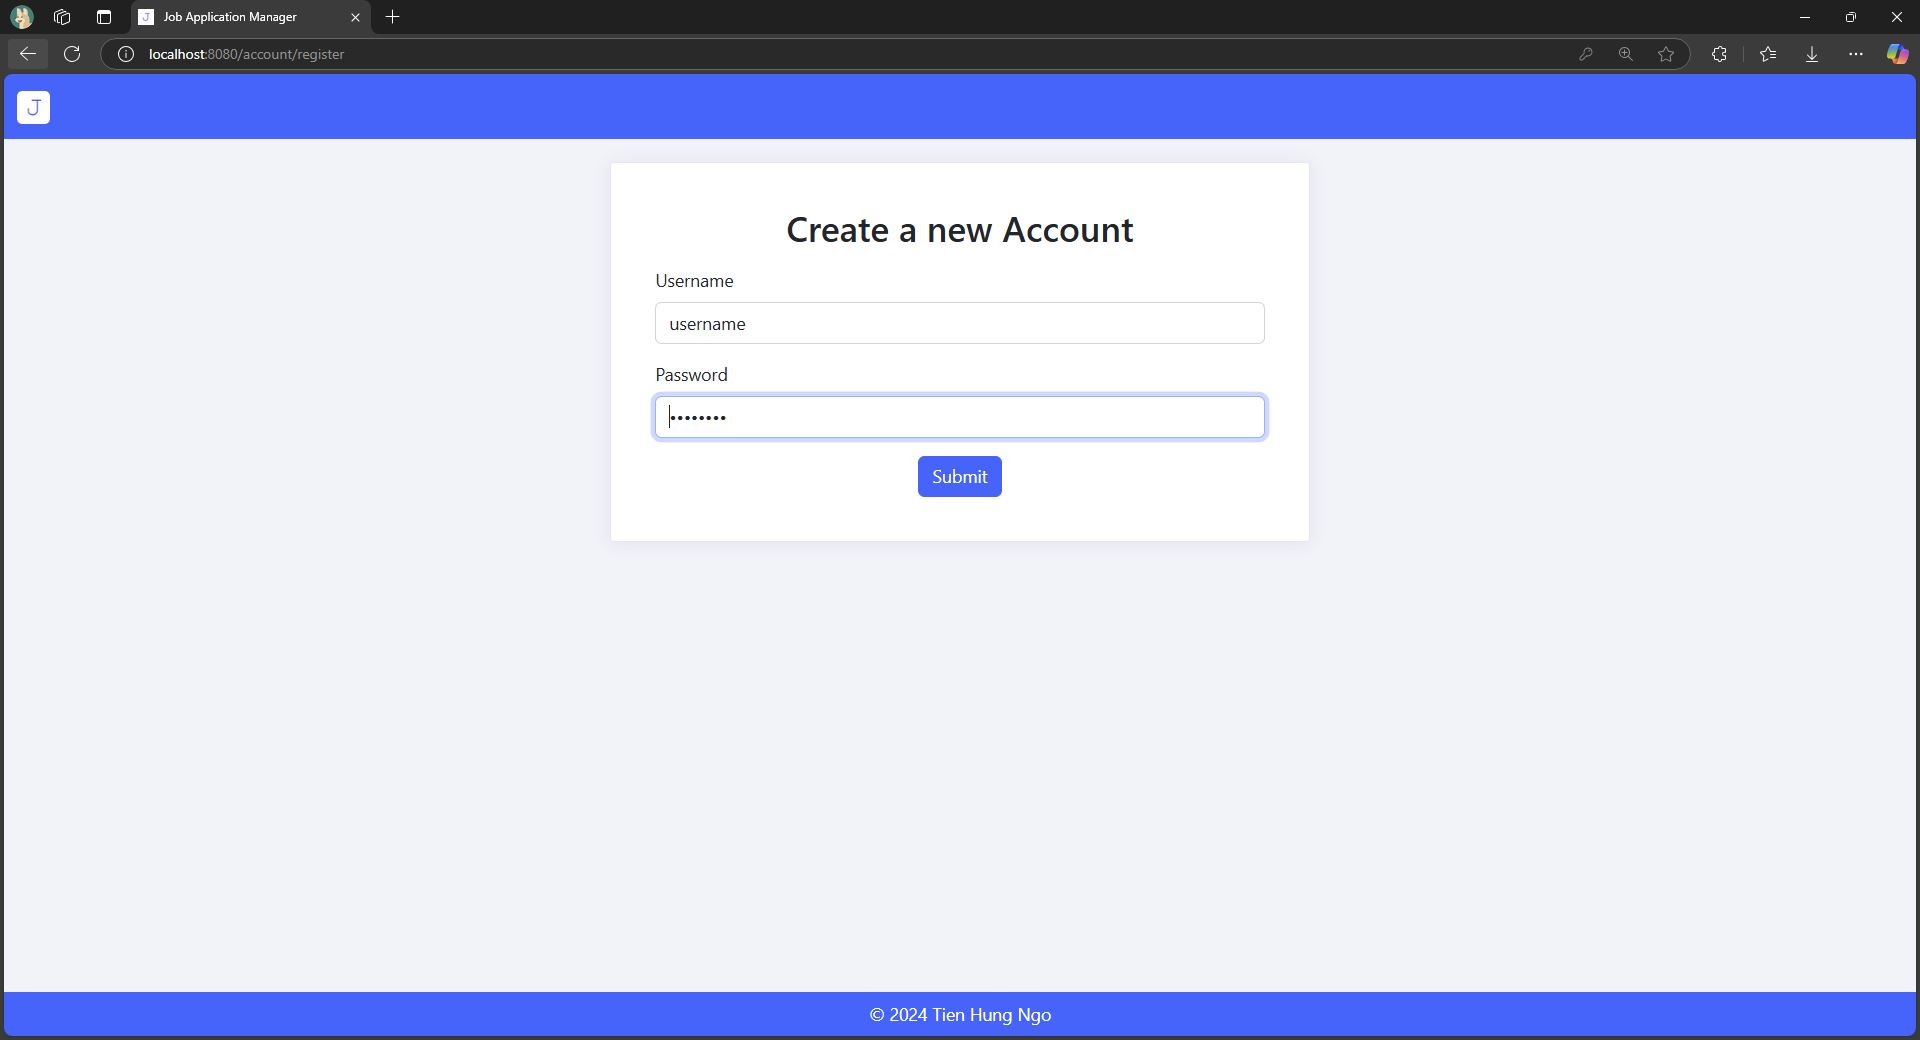 J Job Application Manager
localhost:8080/account/register
J
Create a new Account
Username
username
Password
••••••••
Submit
© 2024 Tien Hung Ngo